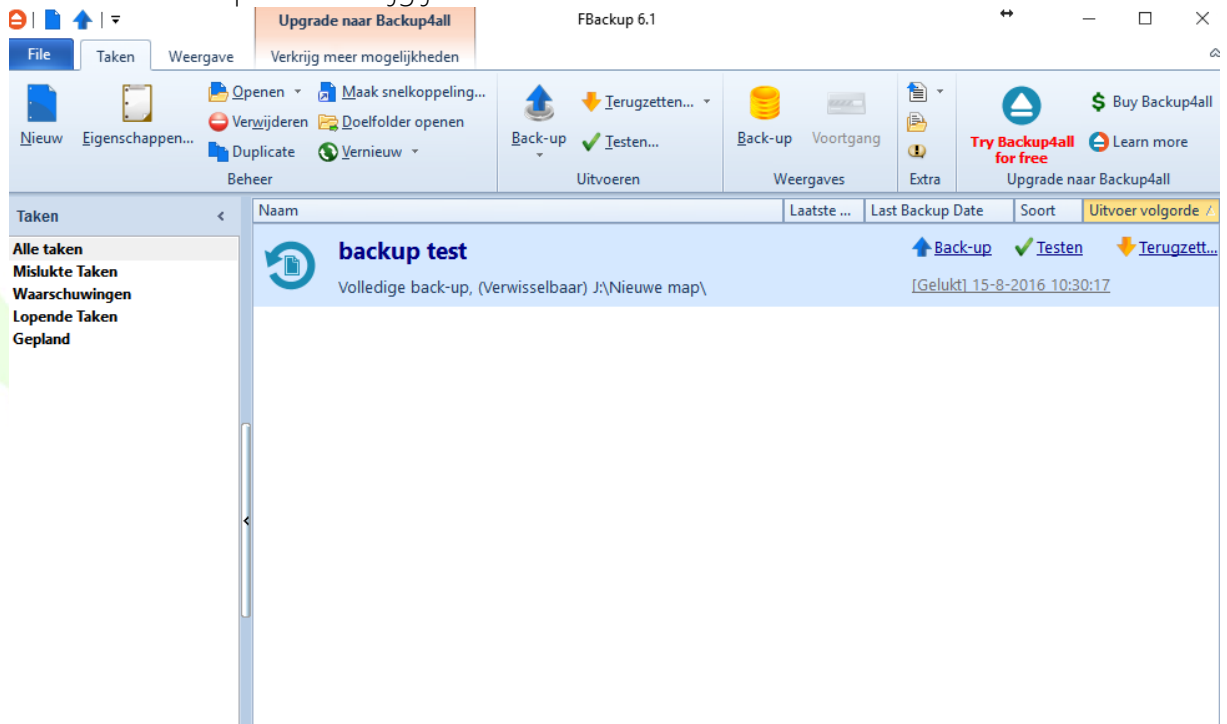 Upgrade naar Backup4all
FBackup 6.1
File
Taken
Weergave
Verkrijg meer mogelijkheden
Nieuw
Eigenschappen...
Openen
Verwijderen
Duplicate
Maak snelkoppeling...
Doelfolder openen
Vernieuw
Beheer
Back-up
Terugzetten...
Testen...
Uitvoeren
Back-up
Voortgang
Weergaves
Extra
Try Backup4all
for free
$ Buy Backup4all
Learn more
Upgrade naar Backup4all
Taken
Alle taken
Mislukte Taken
Waarschuwingen
Lopende Taken
Gepland
Naam
Laatste ...
Last Backup Date
Soort
Uitvoer volgorde
backup test
Volledige back-up, (Verwisselbaar) J:\Nieuwe map\
Back-up
Testen
Terugzett...
[Gelukt] 15-8-2016 10:30:17